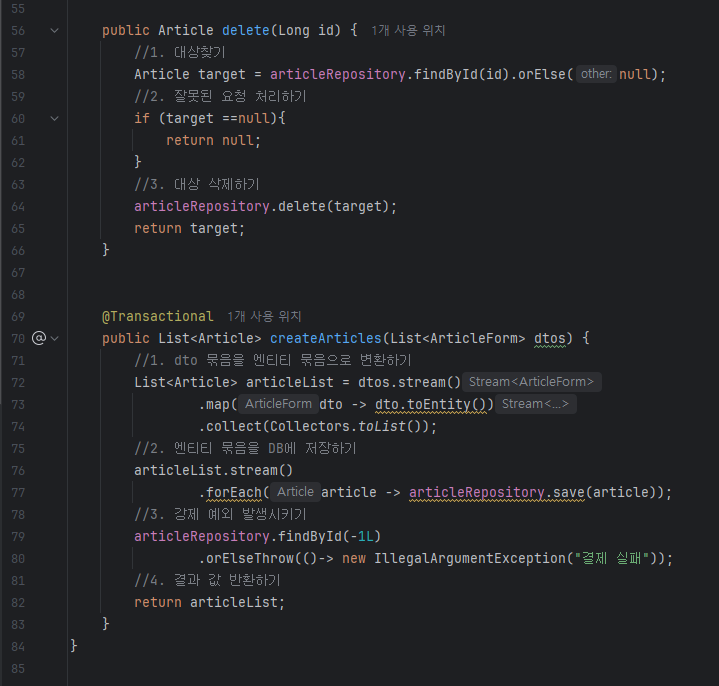 55
56 public Article delete(Long id) { 1개 사용 위치
57 //1. 대상찾기
58 Article target = articleRepository.findById(id).orElse( other: null);
59 //2. 잘못된 요청 처리하기
60 if (target ==null){
61 return null;
62 }
63 //3. 대상 삭제하기
64 articleRepository.delete(target);
65 return target;
66 }
67
68
69 @Transactional 1개 사용 위치
70 @ public List<Article> createArticles(List<ArticleForm> dtos) {
71 //1. dto 묶음을 엔티티 묶음으로 변환하기
72 List<Article> articleList = dtos.stream() Stream<ArticleForm>
73 .map( ArticleForm dto -> dto.toEntity()) Stream<...>
74 .collect(Collectors.toList());
75 //2. 엔티티 묶음을 DB에 저장하기
76 articleList.stream()
77 .forEach( Article article -> articleRepository.save(article));
78 //3. 강제 예외 발생시키기
79 articleRepository.findById(-1L)
80 .orElseThrow(()-> new IllegalArgumentException("결제 실패"));
81 //4. 결과 값 반환하기
82 return articleList;
83 }
84 }
85